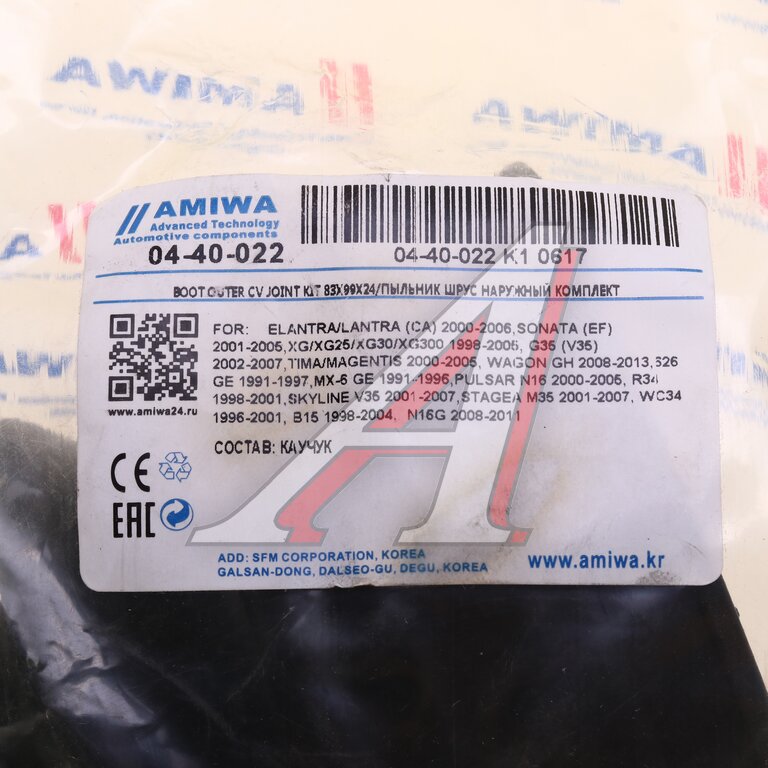 AMIWA
AMIWA
AMIWA
Advanced Technology
Automotive components
04-40-022
04-40-022 K1 0617
BOOT OUTER CV JOINT KIT 83X99X24/ПЫЛЬНИК ШРУС НАРУЖНЫЙ КОМПЛЕКТ
FOR: ELANTRA/LANTRA (CA) 2000-2006,SONATA (EF)
2001-2005,XG/XG25/XG30/XG300 1998-2005, G35 (V35)
2002-2007,TIMA/MAGENTIS 2000-2005, WAGON GH 2008-2013,626
GE 1991-1997,MX-6 GE 1991-1996,PULSAR N16 2000-2005, R34
1998-2001,SKYLINE V35 2001-2007,STAGEA M35 2001-2007, WC34
1996-2001, B15 1998-2004, N16G 2008-2011
www.amiwa24.ru
СОСТАВ: КАУЧУК
CE
EAC
ADD: SFM CORPORATION, KOREA
GALSAN-DONG, DALSEO-GU, DEGU, KOREA
www.amiwa.kr